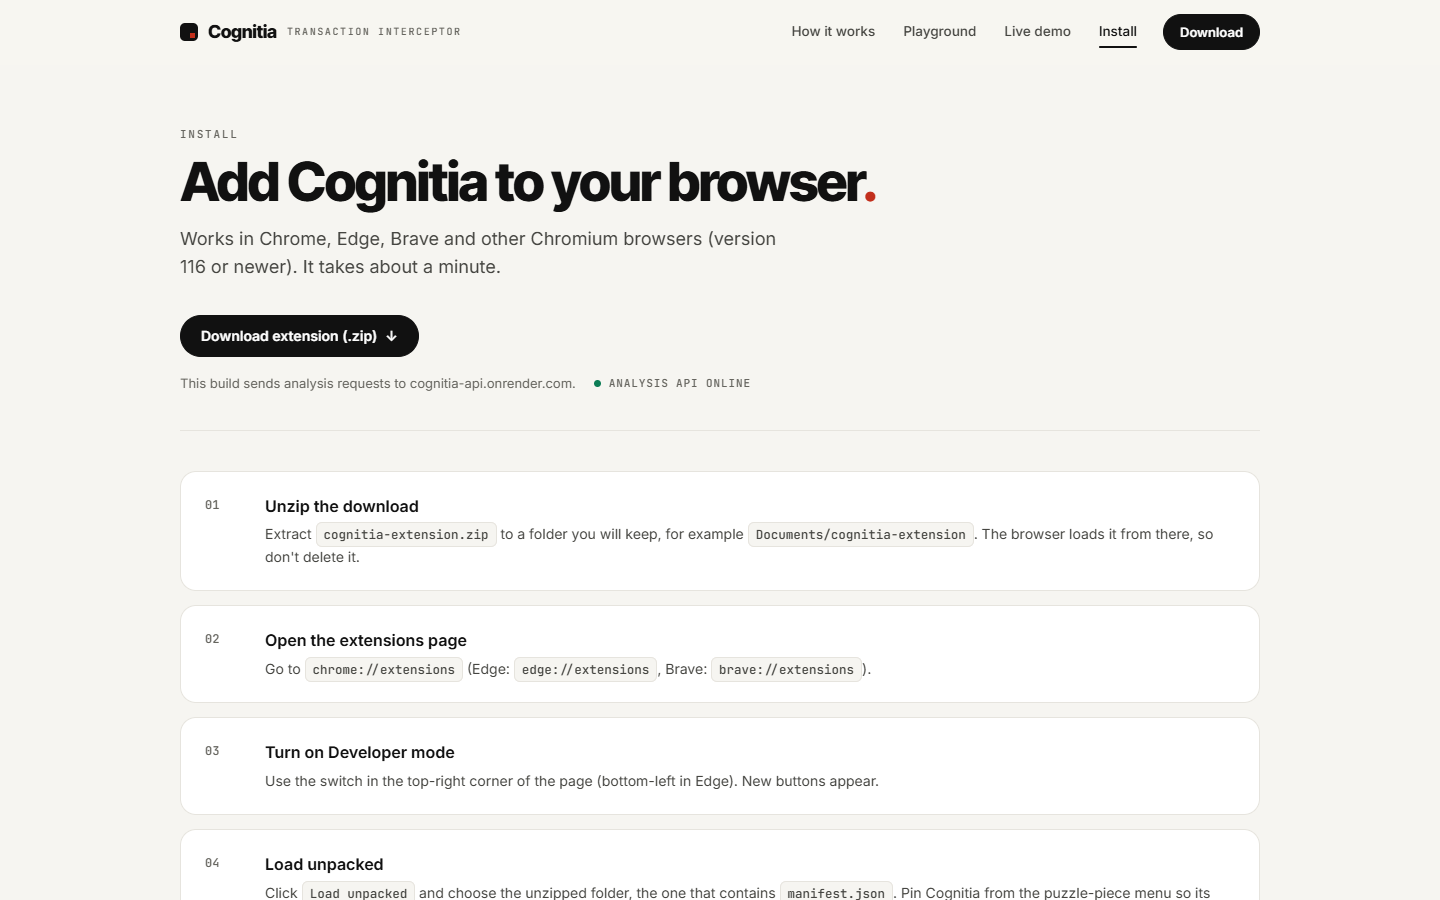 Cognitia TRANSACTION INTERCEPTOR How it works Playground Live demo Install Download
INSTALL
Add Cognitia to your browser.
Works in Chrome, Edge, Brave and other Chromium browsers (version
116 or newer). It takes about a minute.
Download extension (.zip) ↓
This build sends analysis requests to cognitia-api.onrender.com. ANALYSIS API ONLINE
01 Unzip the download
Extract cognitia-extension.zip to a folder you will keep, for example Documents/cognitia-extension. The browser loads it from there, so
don't delete it.
02 Open the extensions page
Go to chrome://extensions (Edge: edge://extensions, Brave: brave://extensions).
03 Turn on Developer mode
Use the switch in the top-right corner of the page (bottom-left in Edge). New buttons appear.
04 Load unpacked
Click Load unpacked and choose the unzipped folder, the one that contains manifest.json. Pin Cognitia from the puzzle-piece menu so its